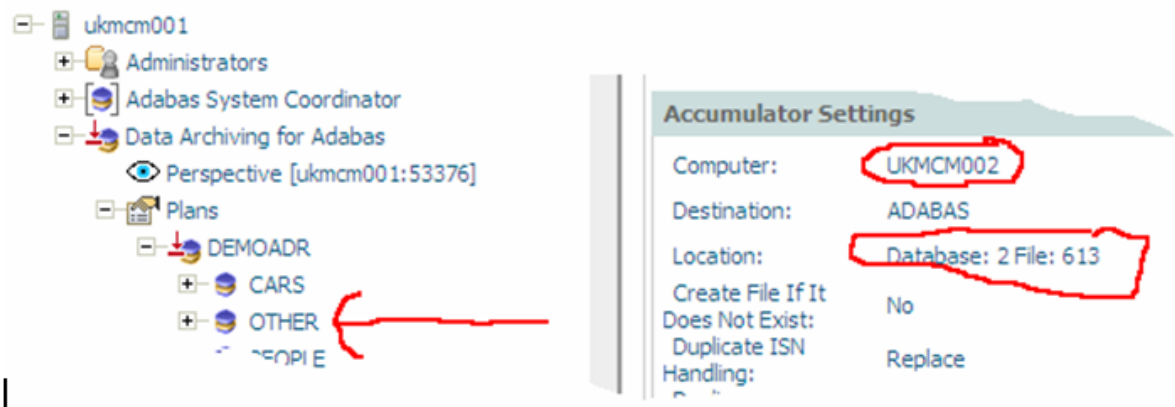 ukmcm001
Administrators
Adabas System Coordinator
Data Archiving for Adabas
Perspective [ukmcm001:53376]
Plans
DEMOADR
CARS
OTHER
PEOPLE
Accumulator Settings
Computer: UKMCM002
Destination: ADABAS
Location: Database: 2 File: 613
Create File If It
Does Not Exist: No
Duplicate ISN
Handling: Replace